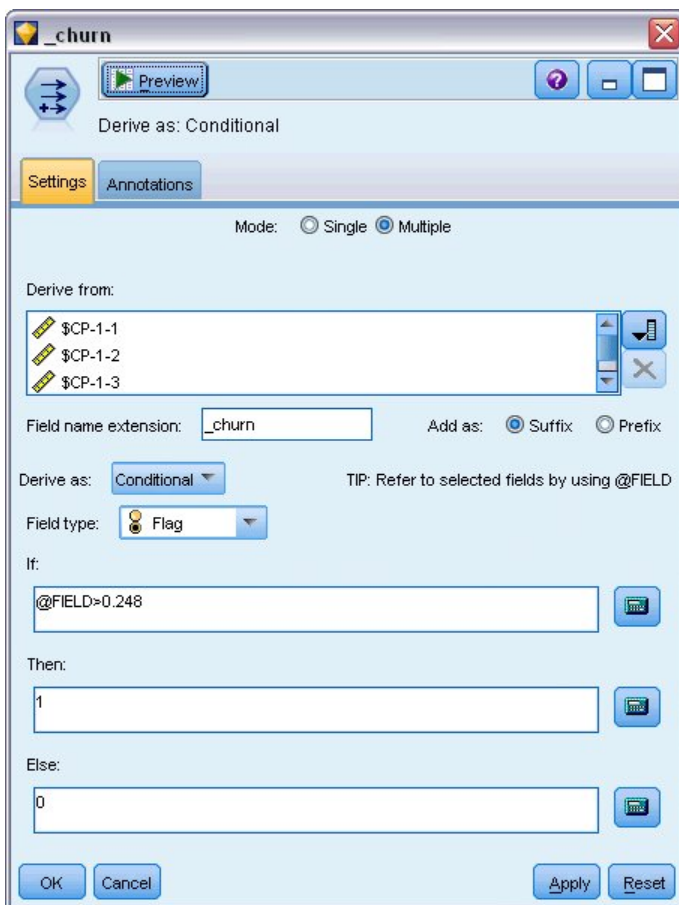 _churn
Preview
Derive as: Conditional
Settings Annotations
Mode: Single Multiple
Derive from:
$CP-1-1
$CP-1-2
$CP-1-3
Field name extension: _churn Add as: Suffix Prefix
Derive as: Conditional TIP: Refer to selected fields by using @FIELD
Field type: Flag
If:
@FIELD>0.248
Then:
1
Else:
0
OK Cancel Apply Reset